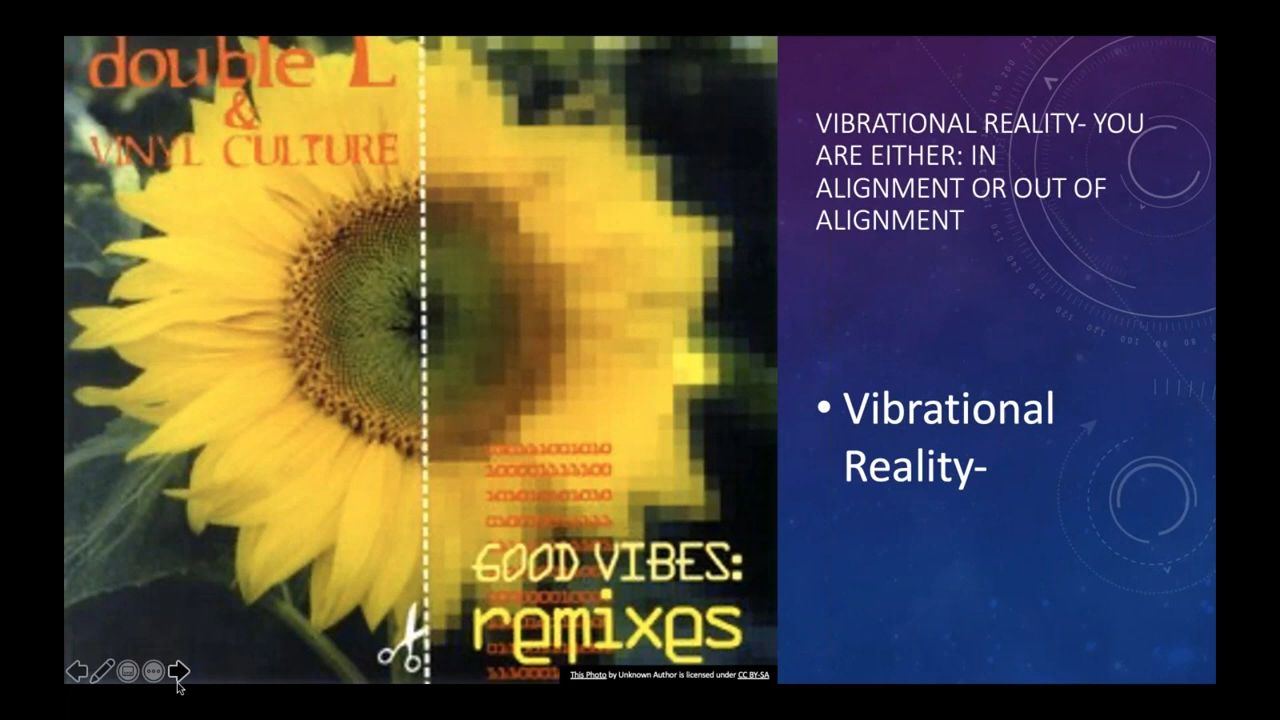 double L
&
VINYL CULTURE
GOOD VIBES:
remixes
This Photo by Unknown Author is licensed under CC BY-SA
VIBRATIONAL REALITY- YOU
ARE EITHER: IN
ALIGNMENT OR OUT OF
ALIGNMENT
• Vibrational
Reality-